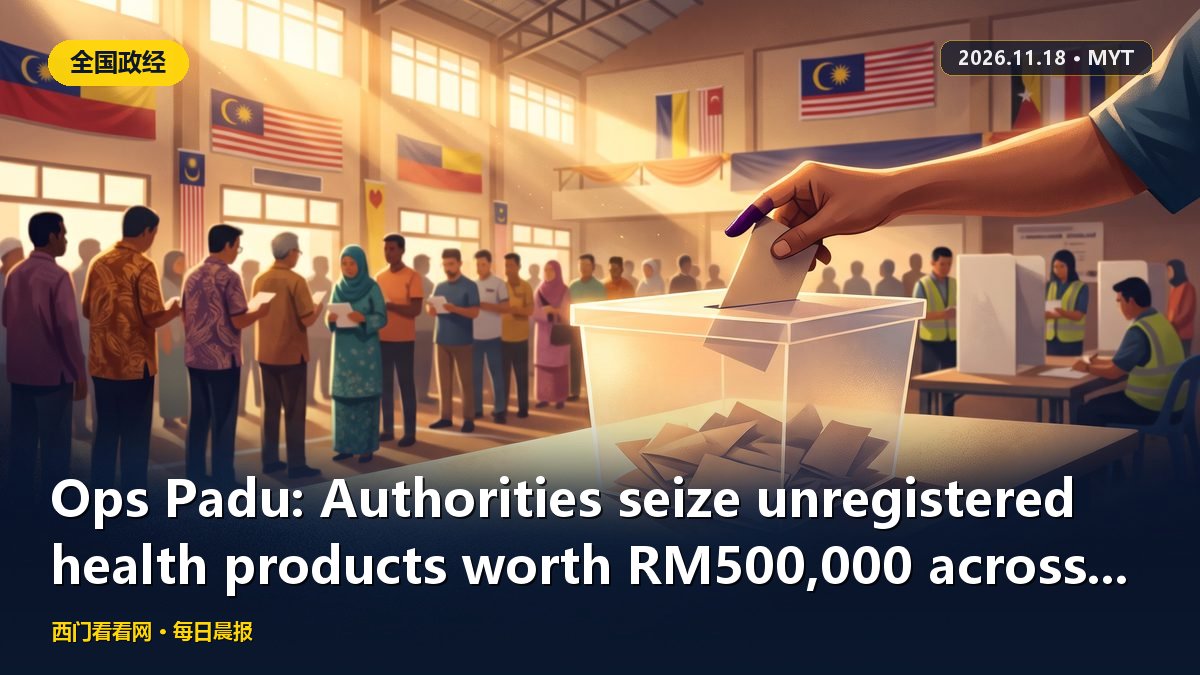 全国政经
2026.11.18 • MYT
Ops Padu: Authorities seize unregistered
health products worth RM500,000 across...
西门看看网 • 每日晨报